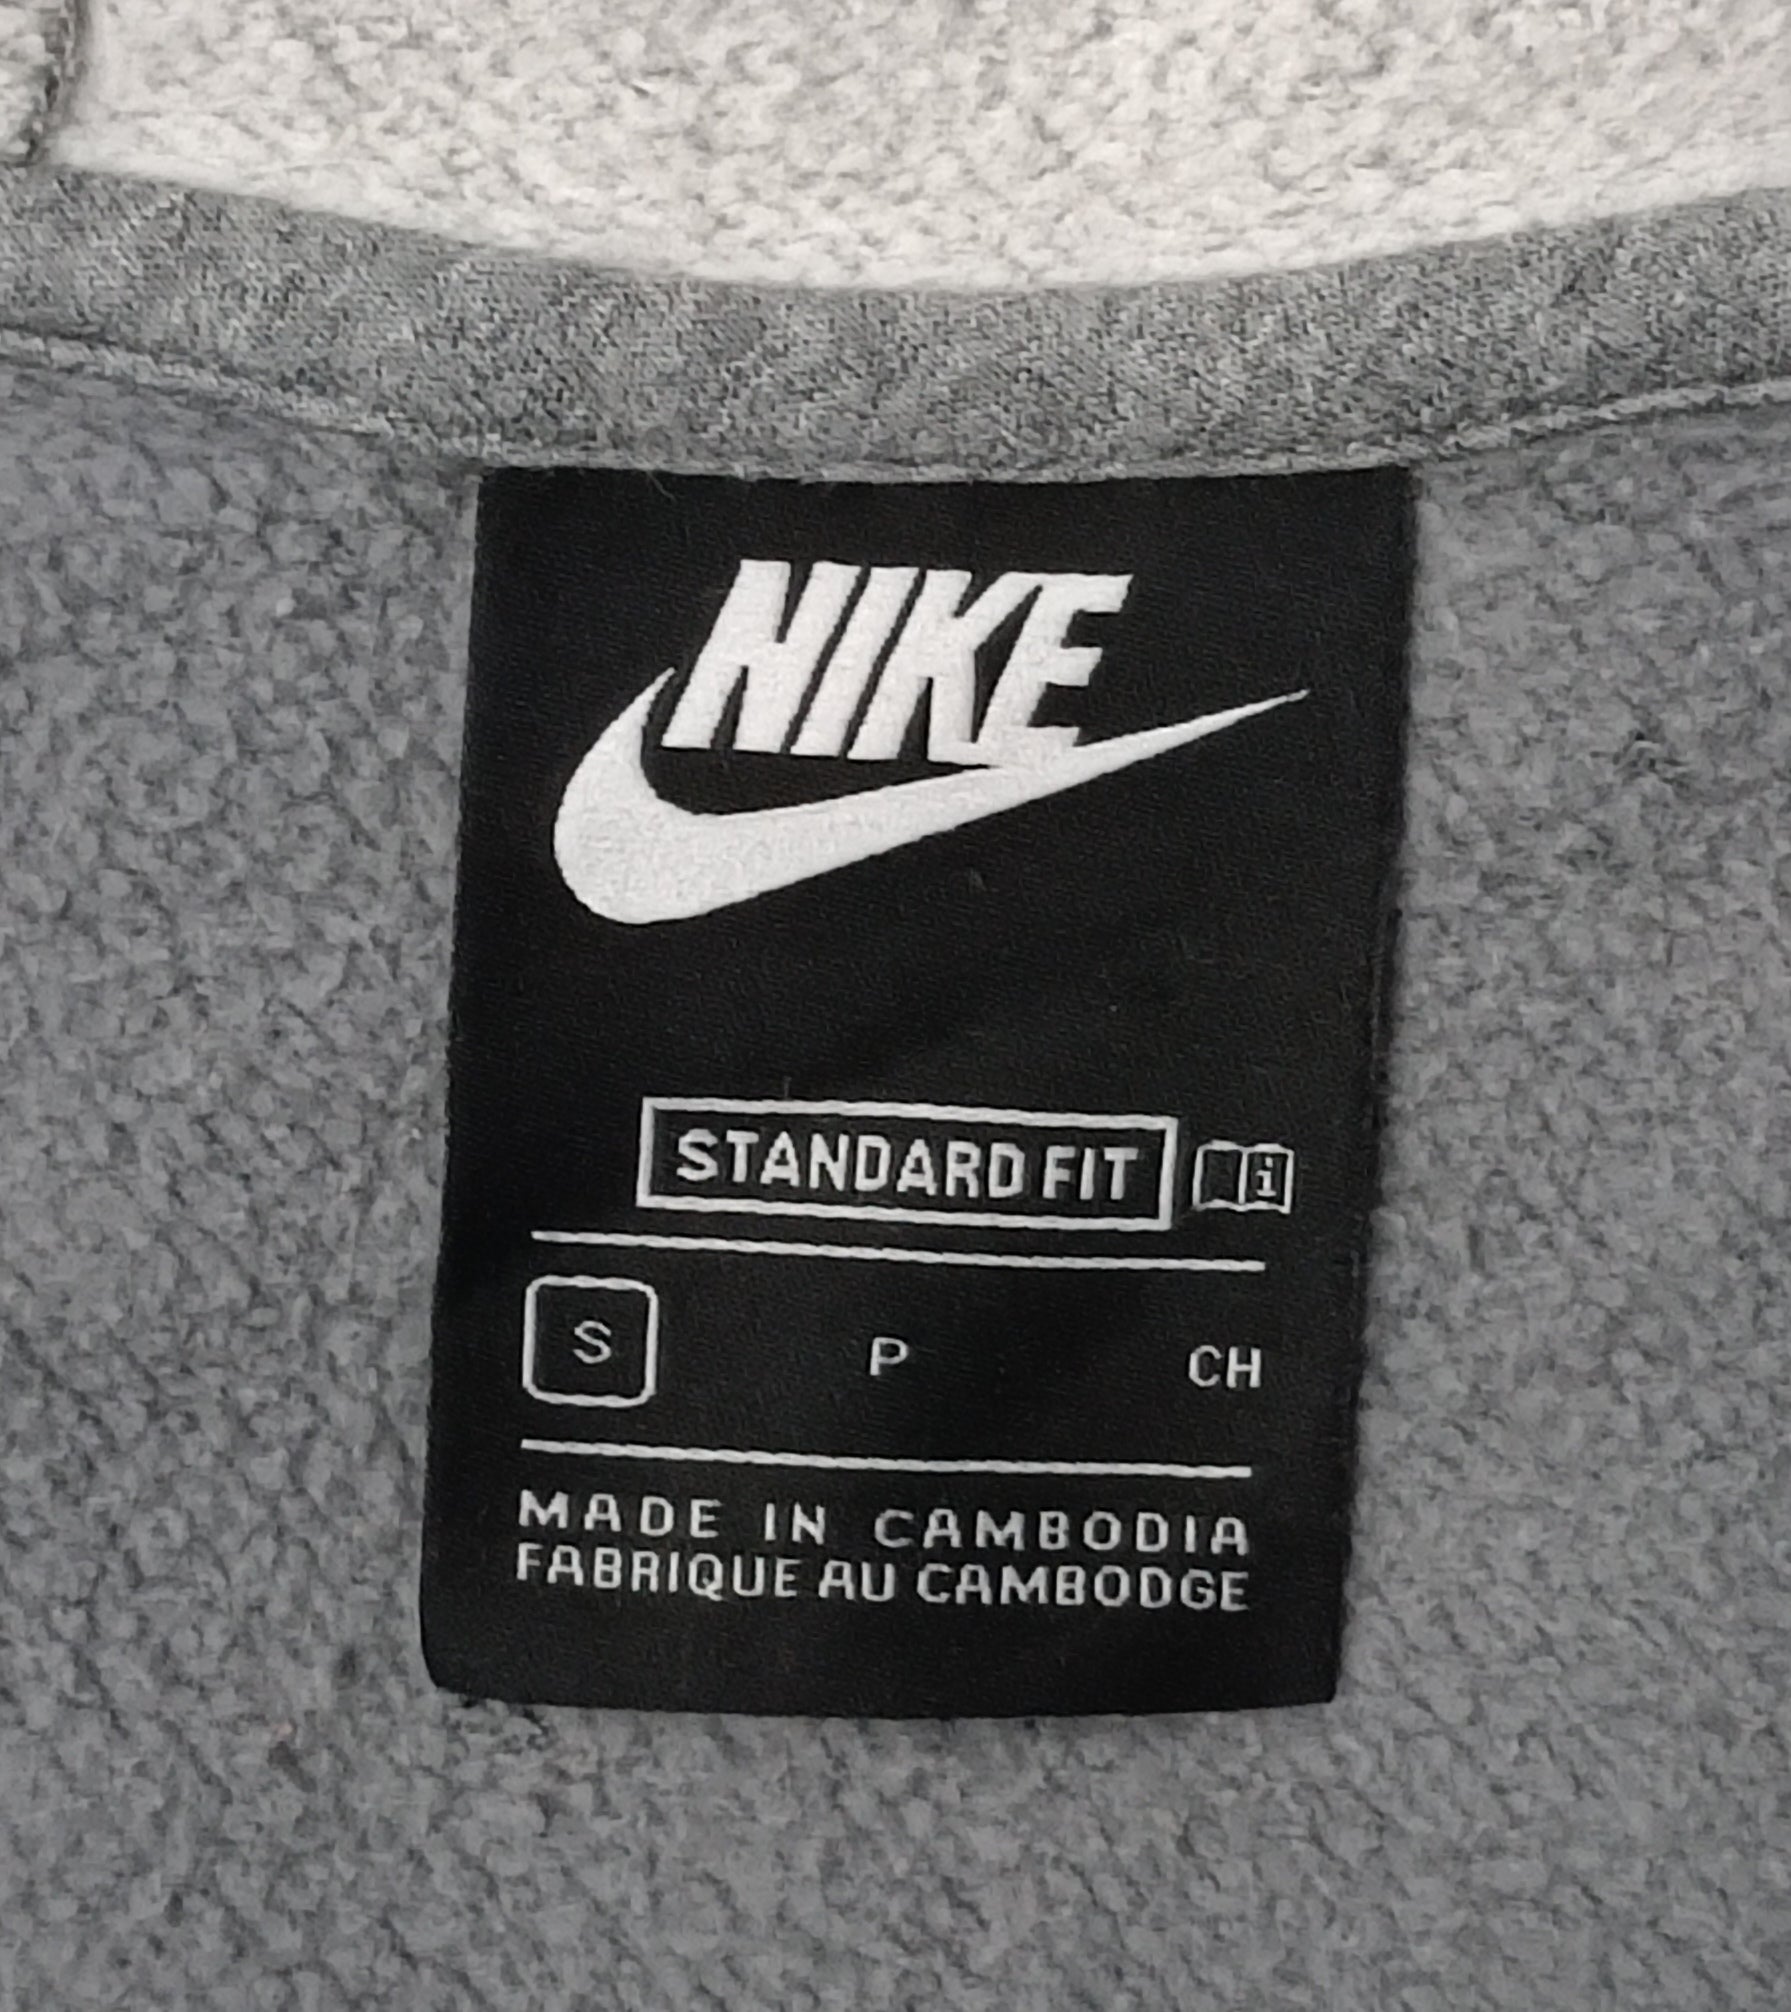 NIKE
STANDARD FIT i
S P CH
MADE IN CAMBODIA
FABRIQUE AU CAMBODGE